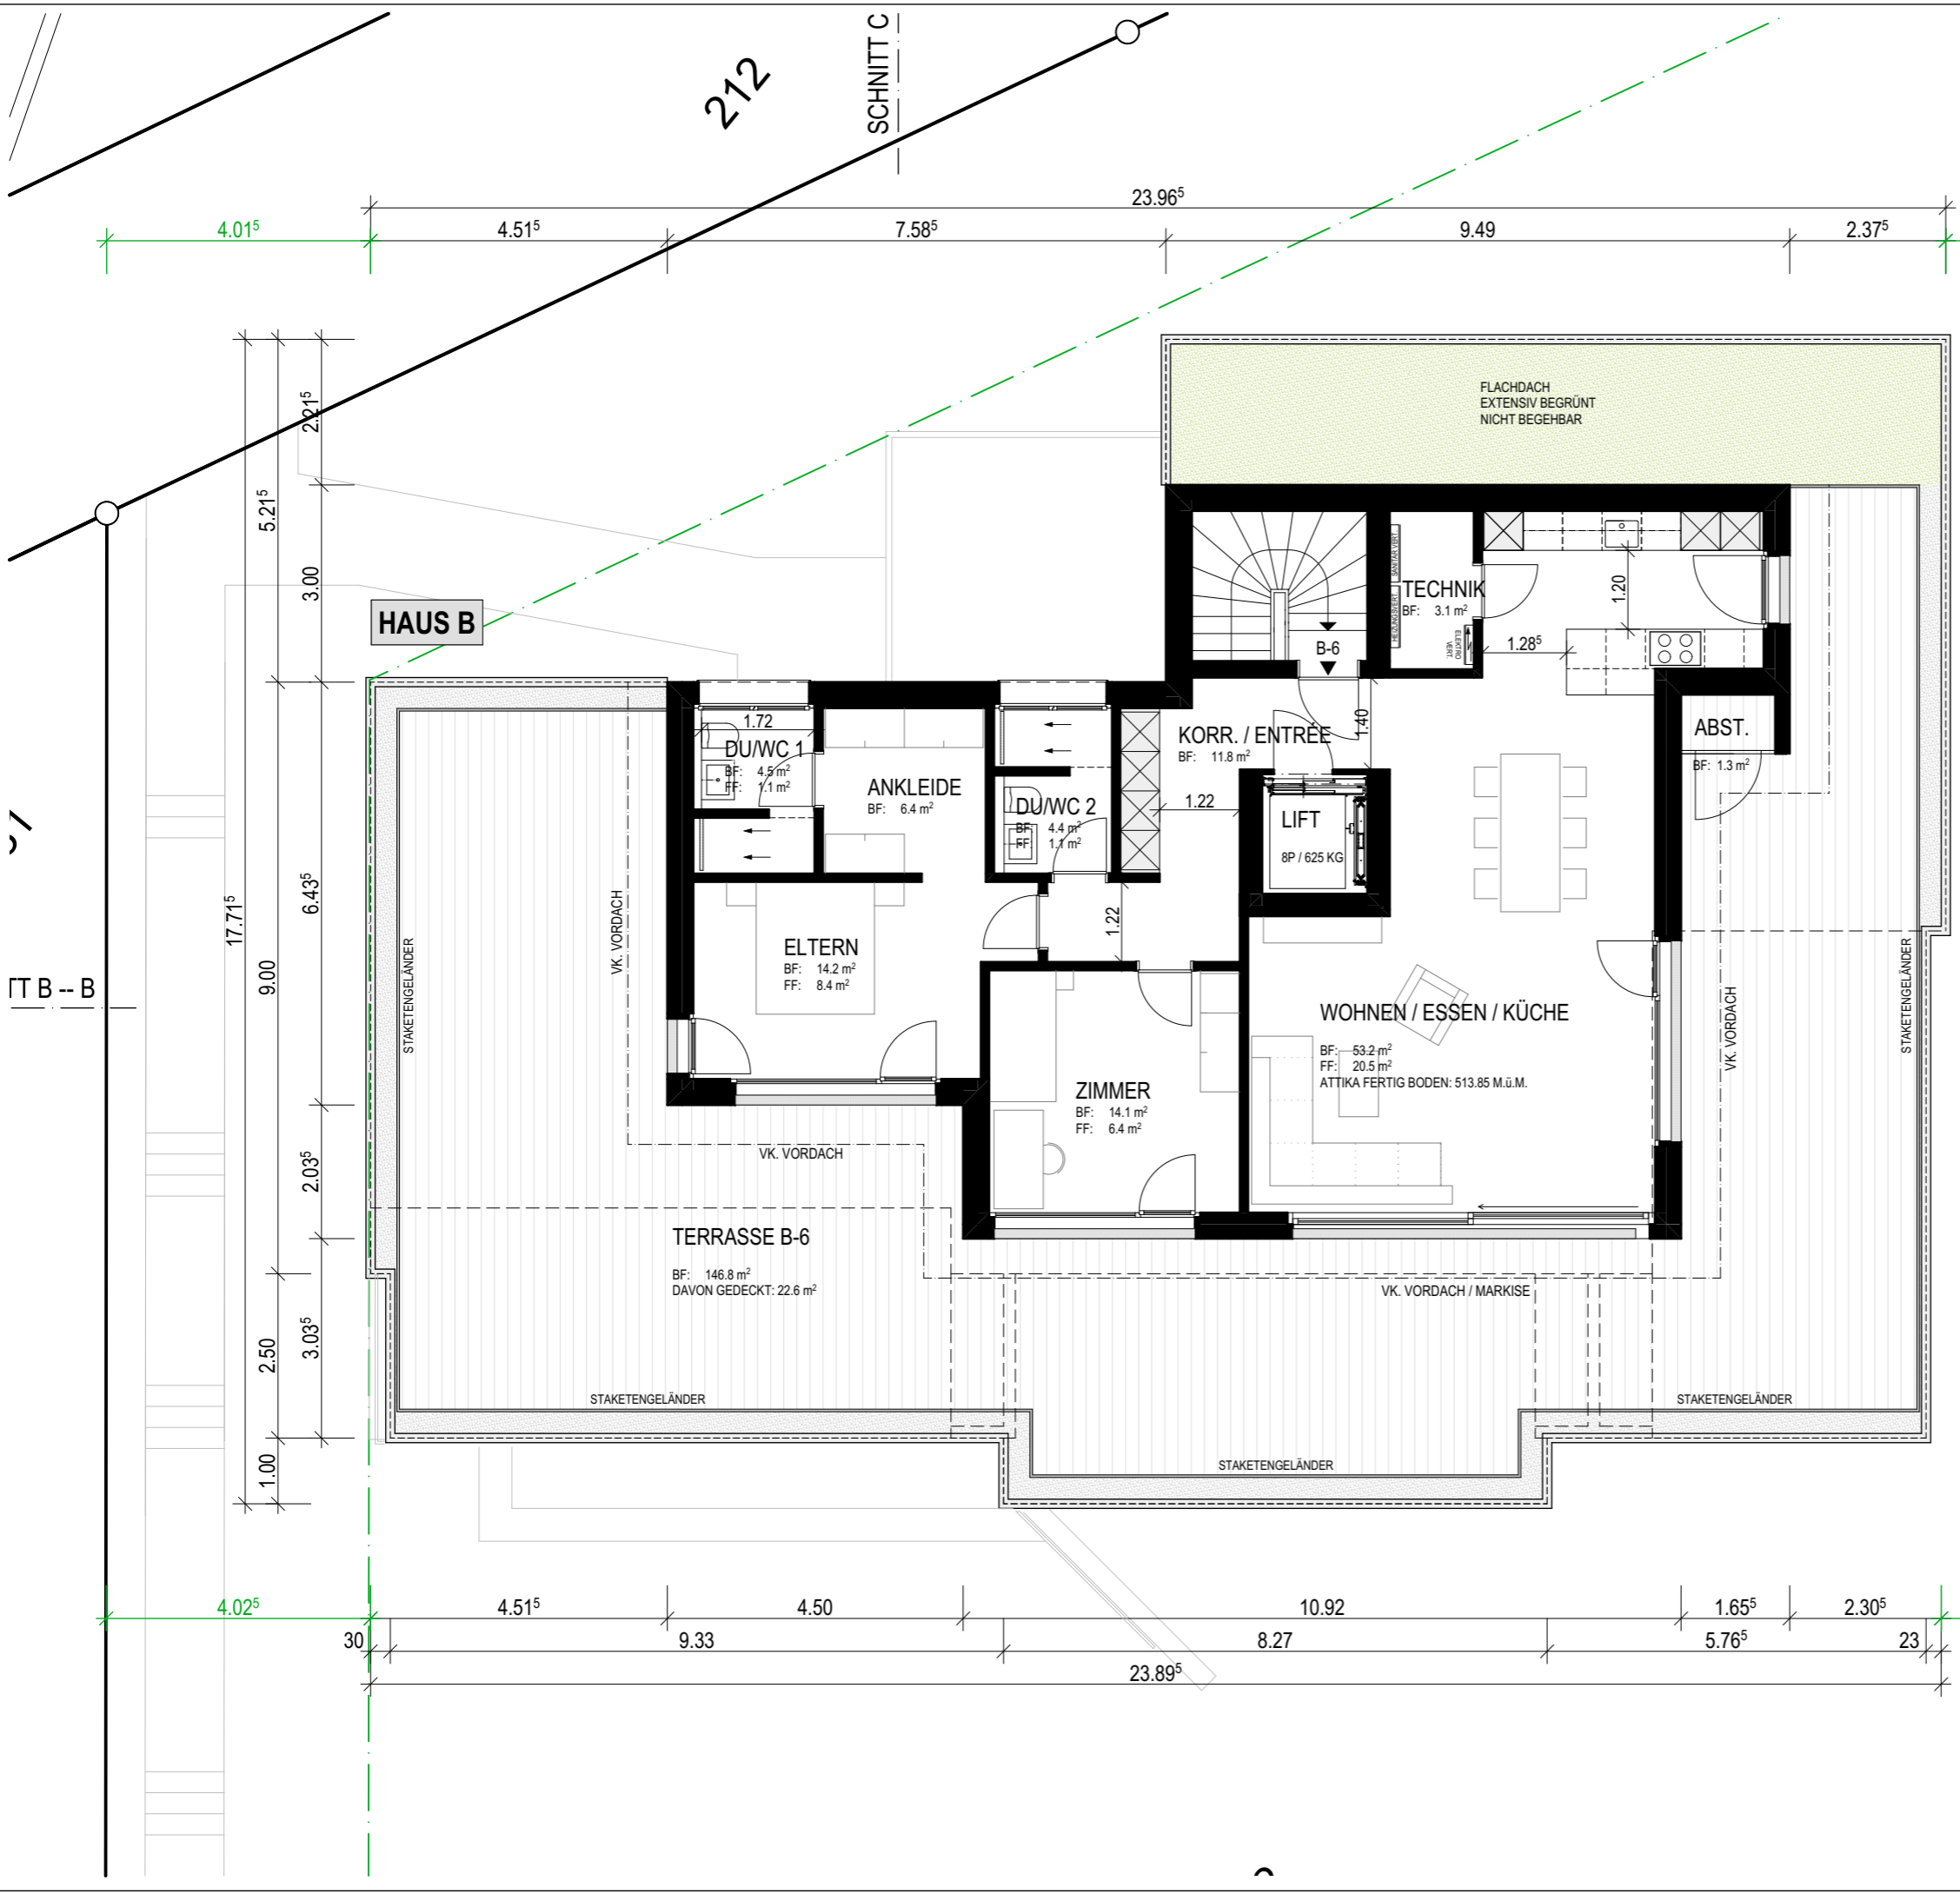 212
SCHNITT C
23.96⁵
4.01⁵
4.51⁵
7.58⁵
9.49
2.37⁵
2.21⁵
5.21⁵
3.00
6.43⁵
17.71⁵
9.00
2.03⁵
2.50
3.03⁵
1.00
FLACHDACH
EXTENSIV BEGRÜNT
NICHT BEGEHBAR
HAUS B
SANITÄR VERT.
HEIZUNGSVERT.
ELEKTRO
VERT.
TECHNIK
BF: 3.1 m²
1.20
1.28⁵
B-6
1.72
DU/WC 1
BF: 4.5 m²
FF: 1.1 m²
ANKLEIDE
BF: 6.4 m²
DU/WC 2
BF: 4.4 m²
FF: 1.1 m²
KORR. / ENTRÉE
BF: 11.8 m²
1.40
1.22
LIFT
8P / 625 KG
ABST.
BF: 1.3 m²
1.22
ELTERN
BF: 14.2 m²
FF: 8.4 m²
ZIMMER
BF: 14.1 m²
FF: 6.4 m²
WOHNEN / ESSEN / KÜCHE
BF: 53.2 m²
FF: 20.5 m²
ATTIKA FERTIG BODEN: 513.85 M.ü.M.
VK. VORDACH
STAKETENGELÄNDER
TT B -- B
VK. VORDACH
STAKETENGELÄNDER
VK. VORDACH
TERRASSE B-6
BF: 146.8 m²
DAVON GEDECKT: 22.6 m²
VK. VORDACH / MARKISE
STAKETENGELÄNDER
STAKETENGELÄNDER
STAKETENGELÄNDER
4.02⁵
4.51⁵
4.50
10.92
1.65⁵
2.30⁵
30
9.33
8.27
5.76⁵
23
23.89⁵